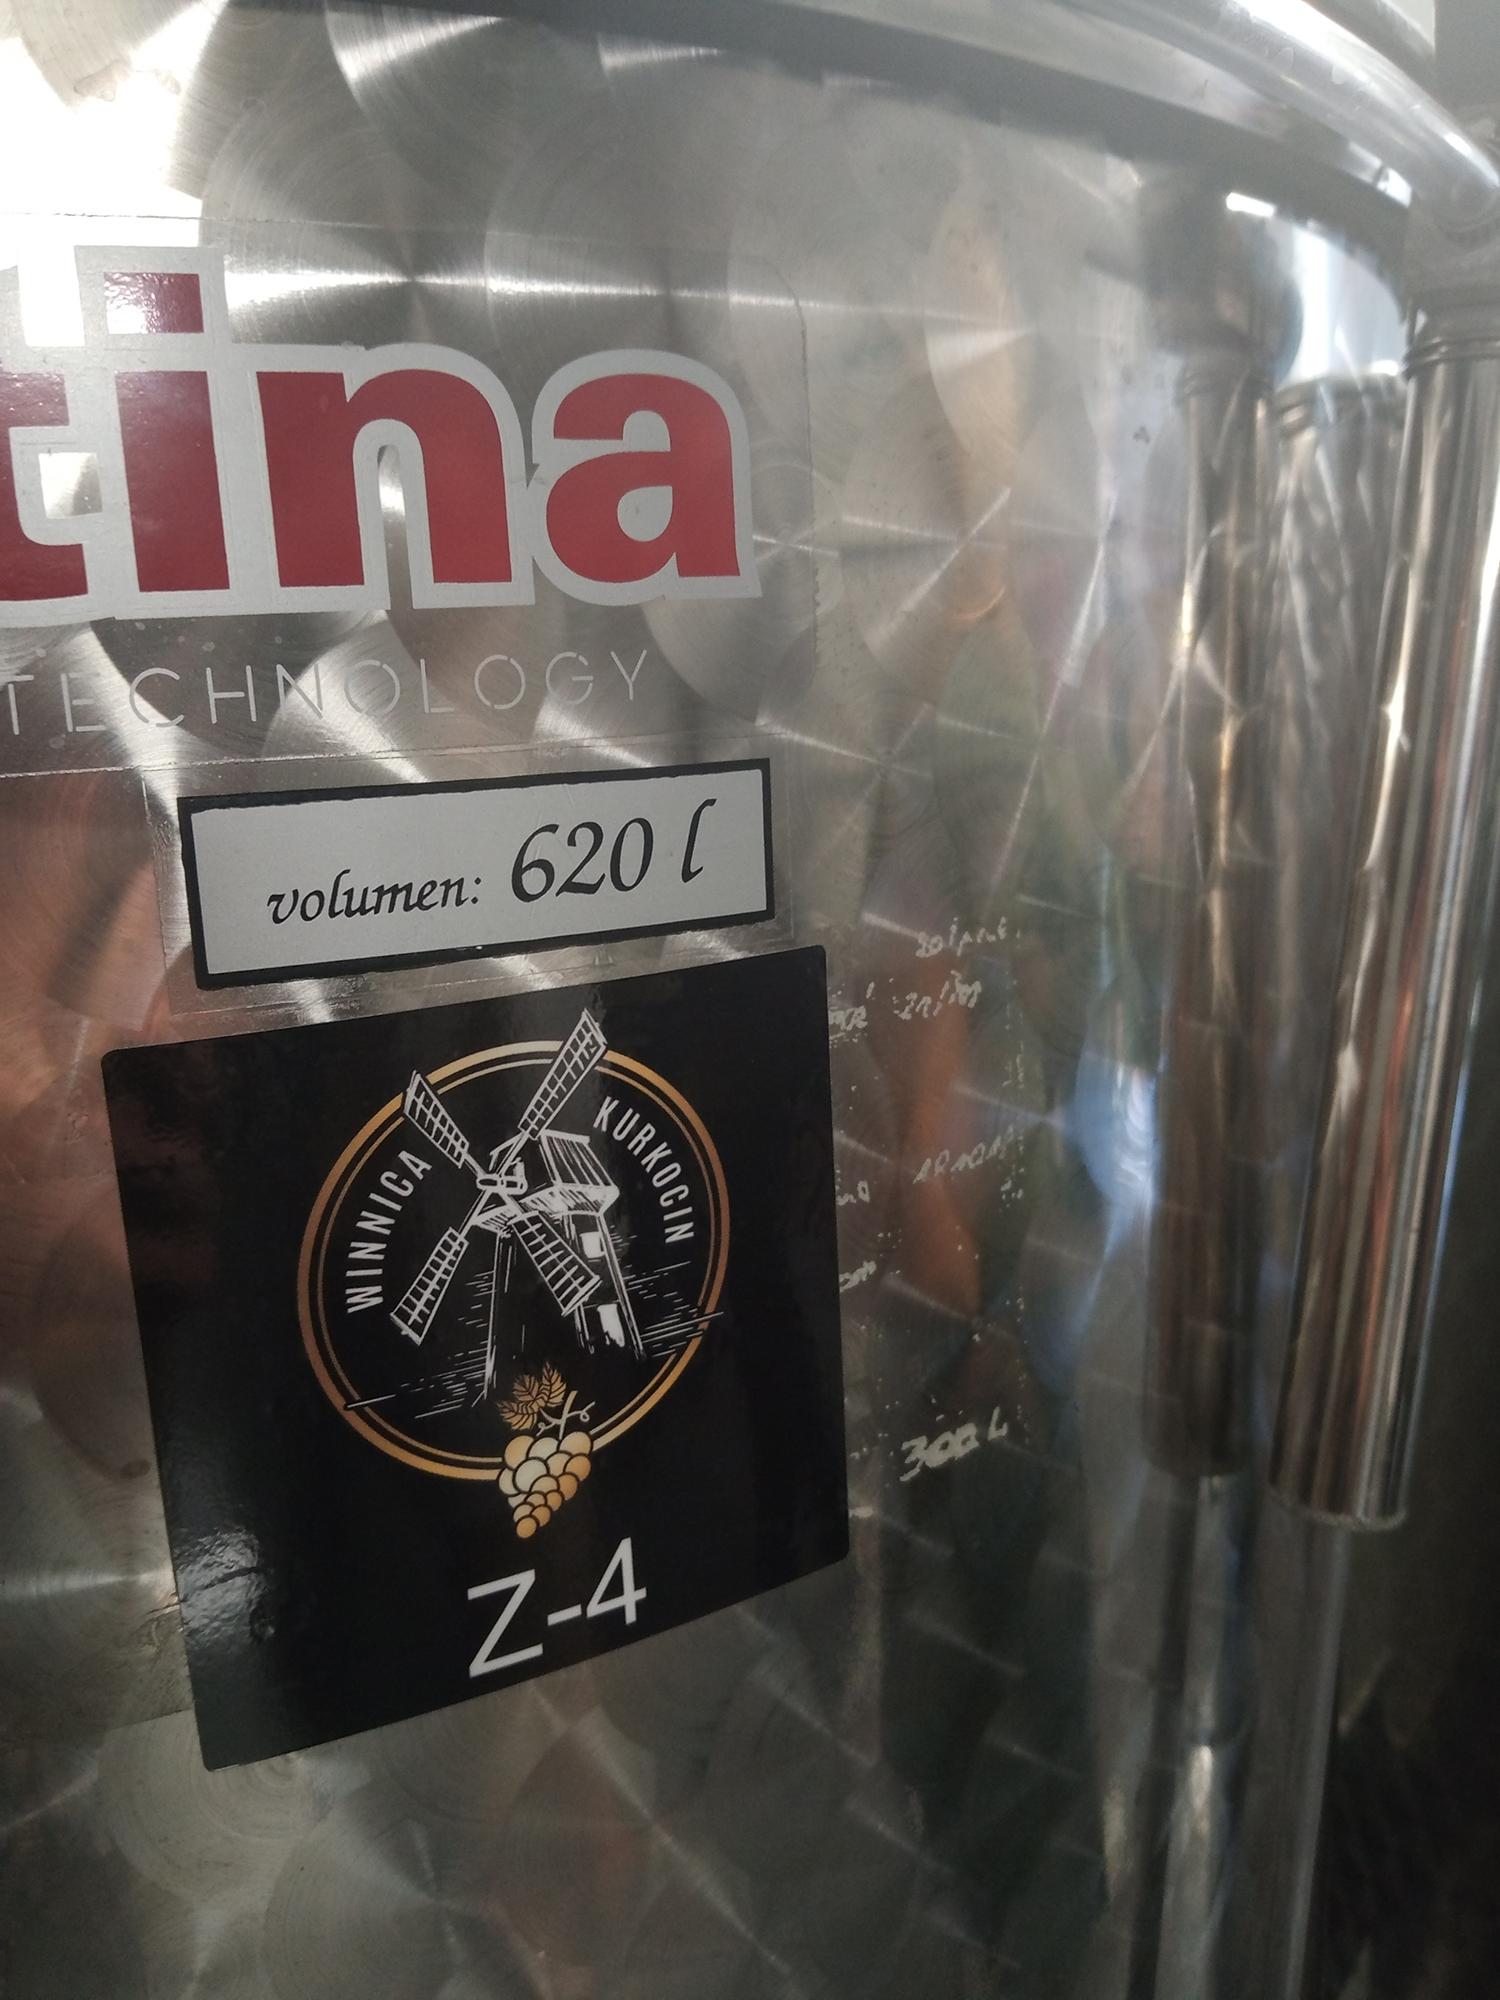 tina
TECHNOLOGY
volumen: 620 l
WINNICA KURKOCIN
Z-4
300 L